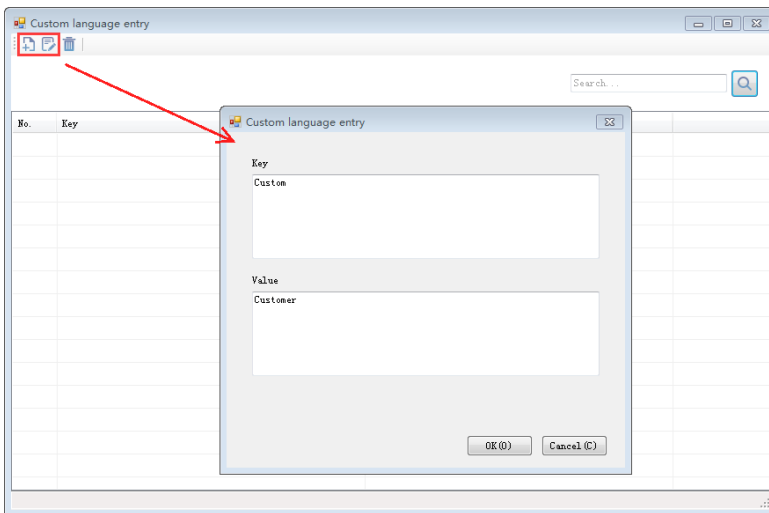 Custom language entry
Search...
No. Key
Custom language entry
Key
Custom
Value
Customer
OK(O) Cancel(C)